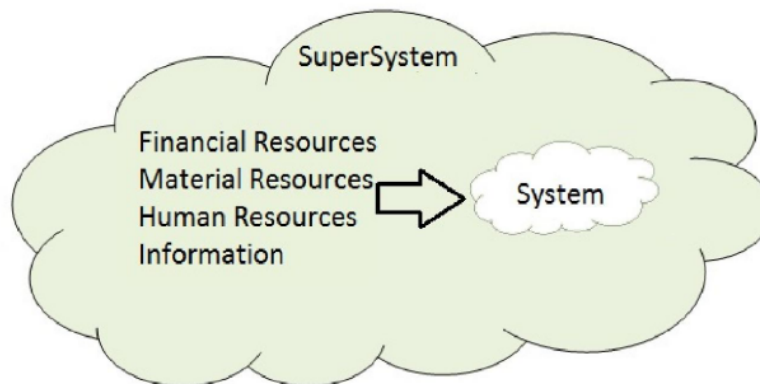 SuperSystem
Financial Resources
Material Resources
Human Resources
Information
System